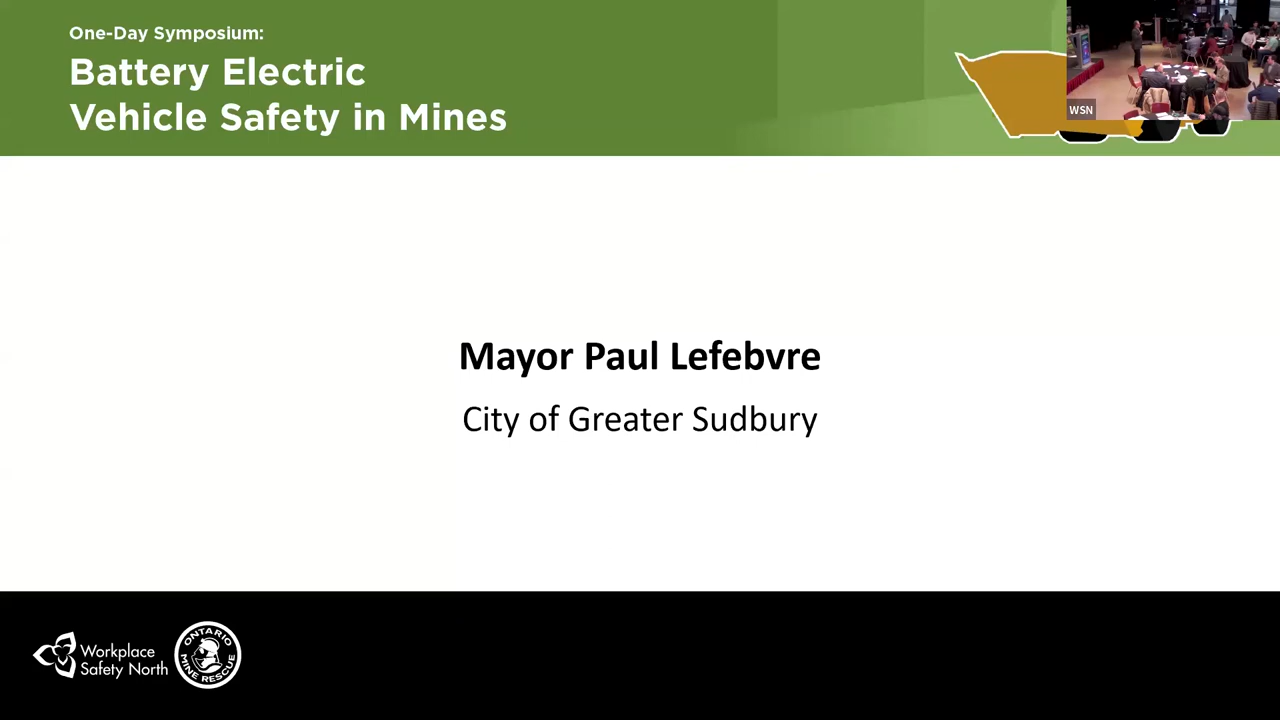 One-Day Symposium:
Battery Electric
Vehicle Safety in Mines
WSN
Mayor Paul Lefebvre
City of Greater Sudbury
Workplace
Safety North
ONTARIO
MINE RESCUE